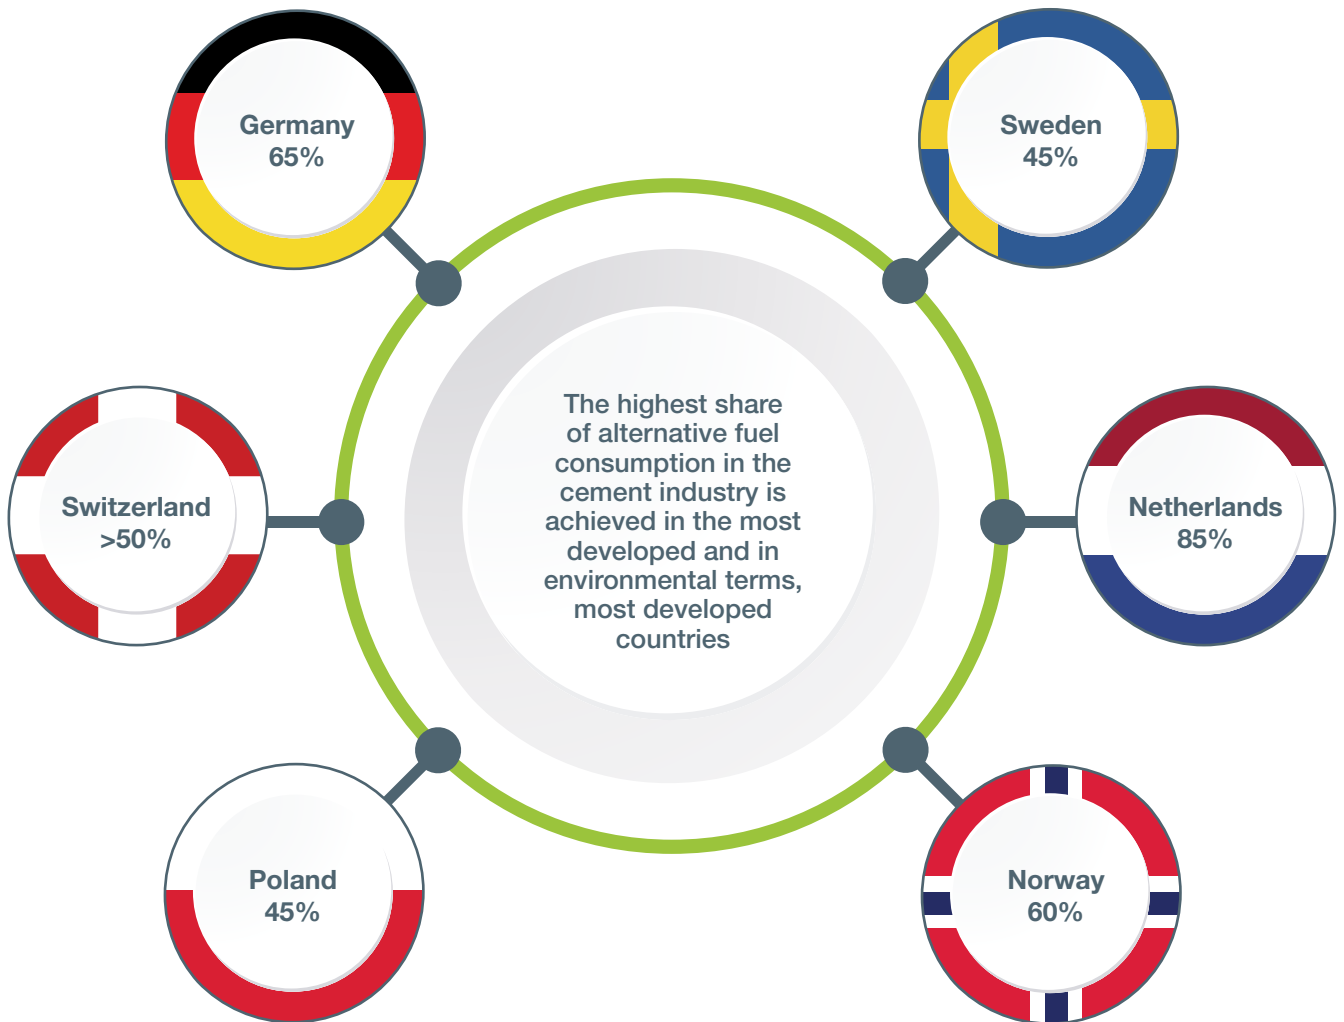 Germany
65%
Sweden
45%
The highest share
of alternative fuel
consumption in the
cement industry is
achieved in the most
developed and in
environmental terms,
most developed
countries
Switzerland
>50%
Netherlands
85%
Poland
45%
Norway
60%